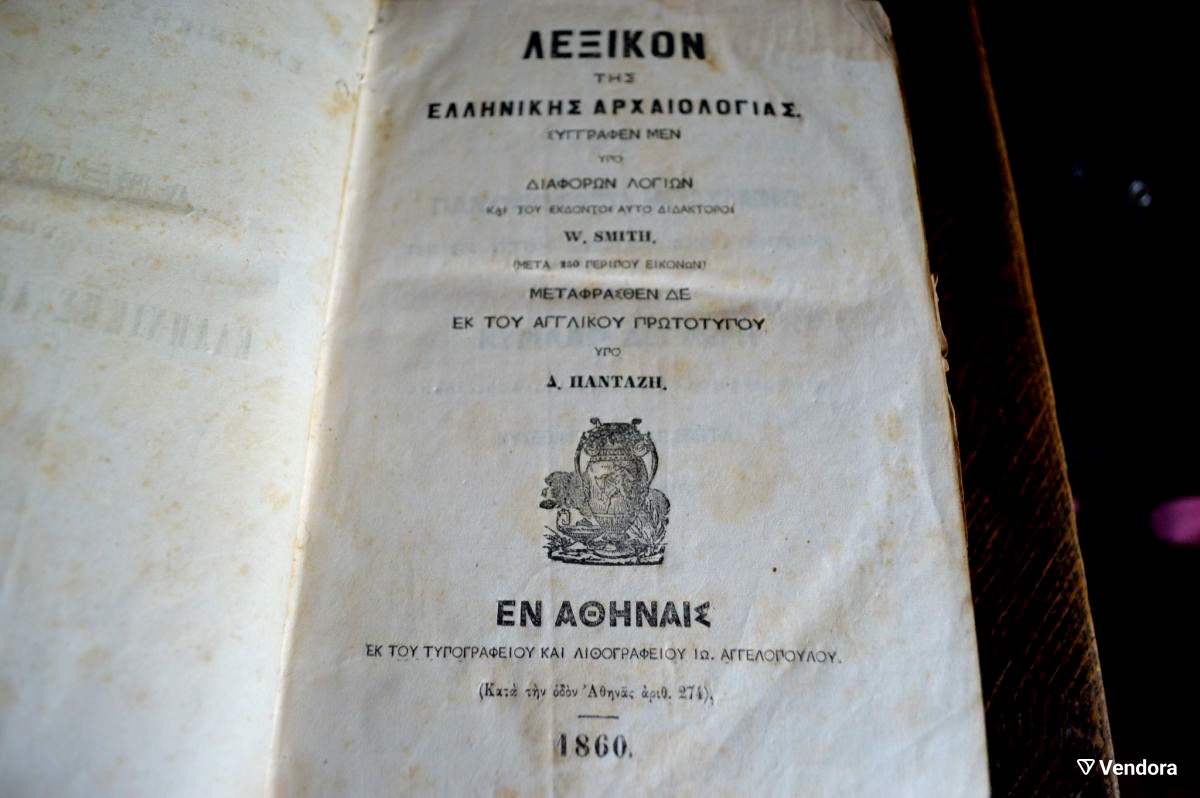 ΛΕΞΙΚΟΝ
ΤΗΣ
ΕΛΛΗΝΙΚΗΣ ΑΡΧΑΙΟΛΟΓΙΑΣ.
ΣΥΓΓΡΑΦΕΝ ΜΕΝ
ΥΠΟ
ΔΙΑΦΟΡΩΝ ΛΟΓΙΩΝ
ΚΑΙ ΤΟΥ ΕΚΔΟΝΤΟΣ ΑΥΤΟ ΔΙΔΑΚΤΟΡΟΣ
W. SMITH.
(ΜΕΤΑ 250 ΠΕΡΙΠΟΥ ΕΙΚΟΝΩΝ)
ΜΕΤΑΦΡΑΣΘΕΝ ΔΕ
ΕΚ ΤΟΥ ΑΓΓΛΙΚΟΥ ΠΡΩΤΟΤΥΠΟΥ
ΥΠΟ
Δ. ΠΑΝΤΑΖΗ.
ΕΝ ΑΘΗΝΑΙΣ
ΕΚ ΤΟΥ ΤΥΠΟΓΡΑΦΕΙΟΥ ΚΑΙ ΛΙΘΟΓΡΑΦΕΙΟΥ ΙΩ. ΑΓΓΕΛΟΠΟΥΛΟΥ.
(Κατὰ τὴν ὁδὸν Ἀθηνᾶς ἀριθ. 274).
1860.
Vendora